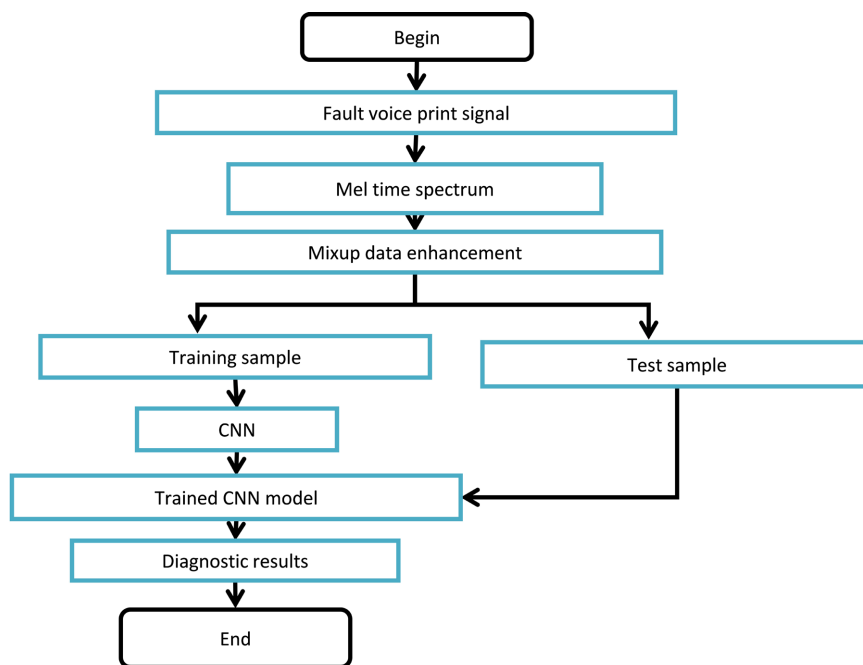 Begin
Fault voice print signal
Mel time spectrum
Mixup data enhancement
Training sample
Test sample
CNN
Trained CNN model
Diagnostic results
End